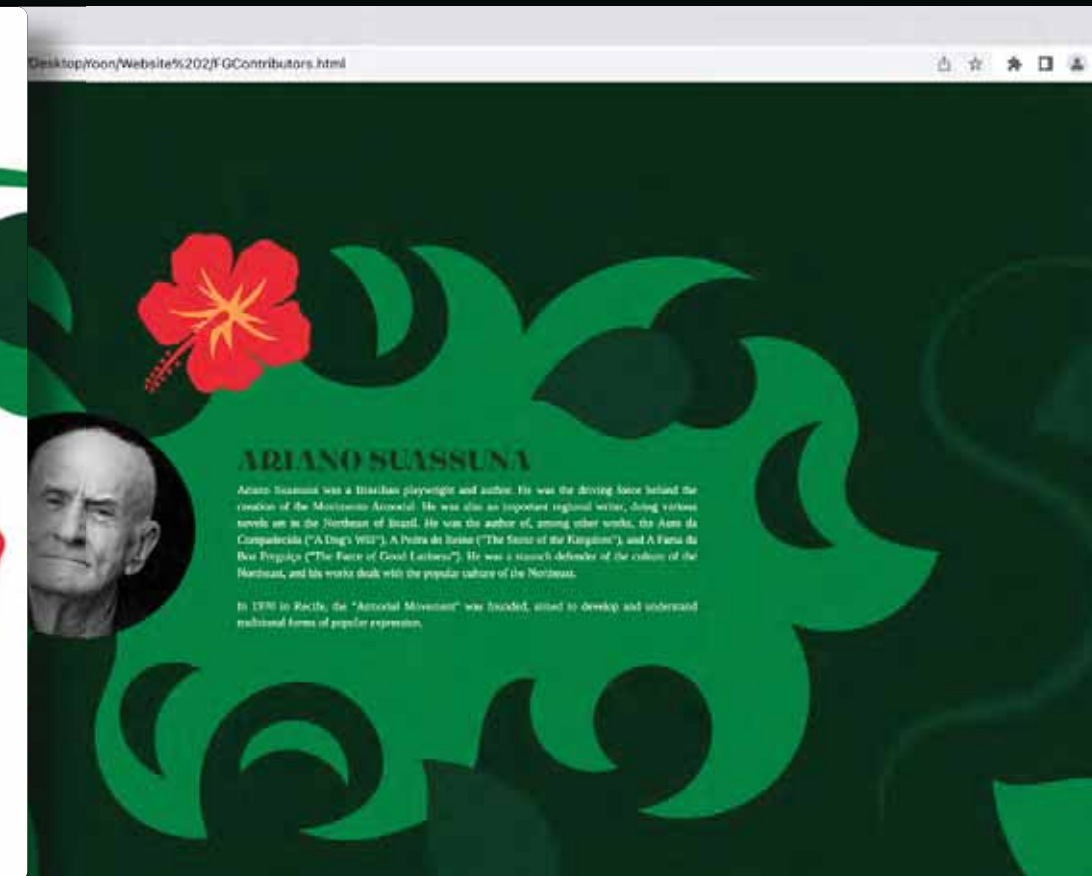 Desktop/Yoon/Website%202/FGContributors.html
ARIANO SUASSUNA
Ariano Suassuna was a Brazilian playwright and author. He was the driving force behind the
creation of the Movimento Armorial. He was also an important regional writer, doing various
novels set in the Northeast of Brazil. He was the author of, among other works, the Auto da
Compadecida ("A Dog's Will"), A Pedra do Reino ("The Stone of the Kingdom"), and A Farsa da
Boa Preguiça ("The Farce of Good Laziness"). He was a staunch defender of the culture of the
Northeast, and his works dealt with the popular culture of the Northeast.
In 1970 in Recife, the "Armorial Movement" was founded, aimed to develop and understand
traditional forms of popular expression.